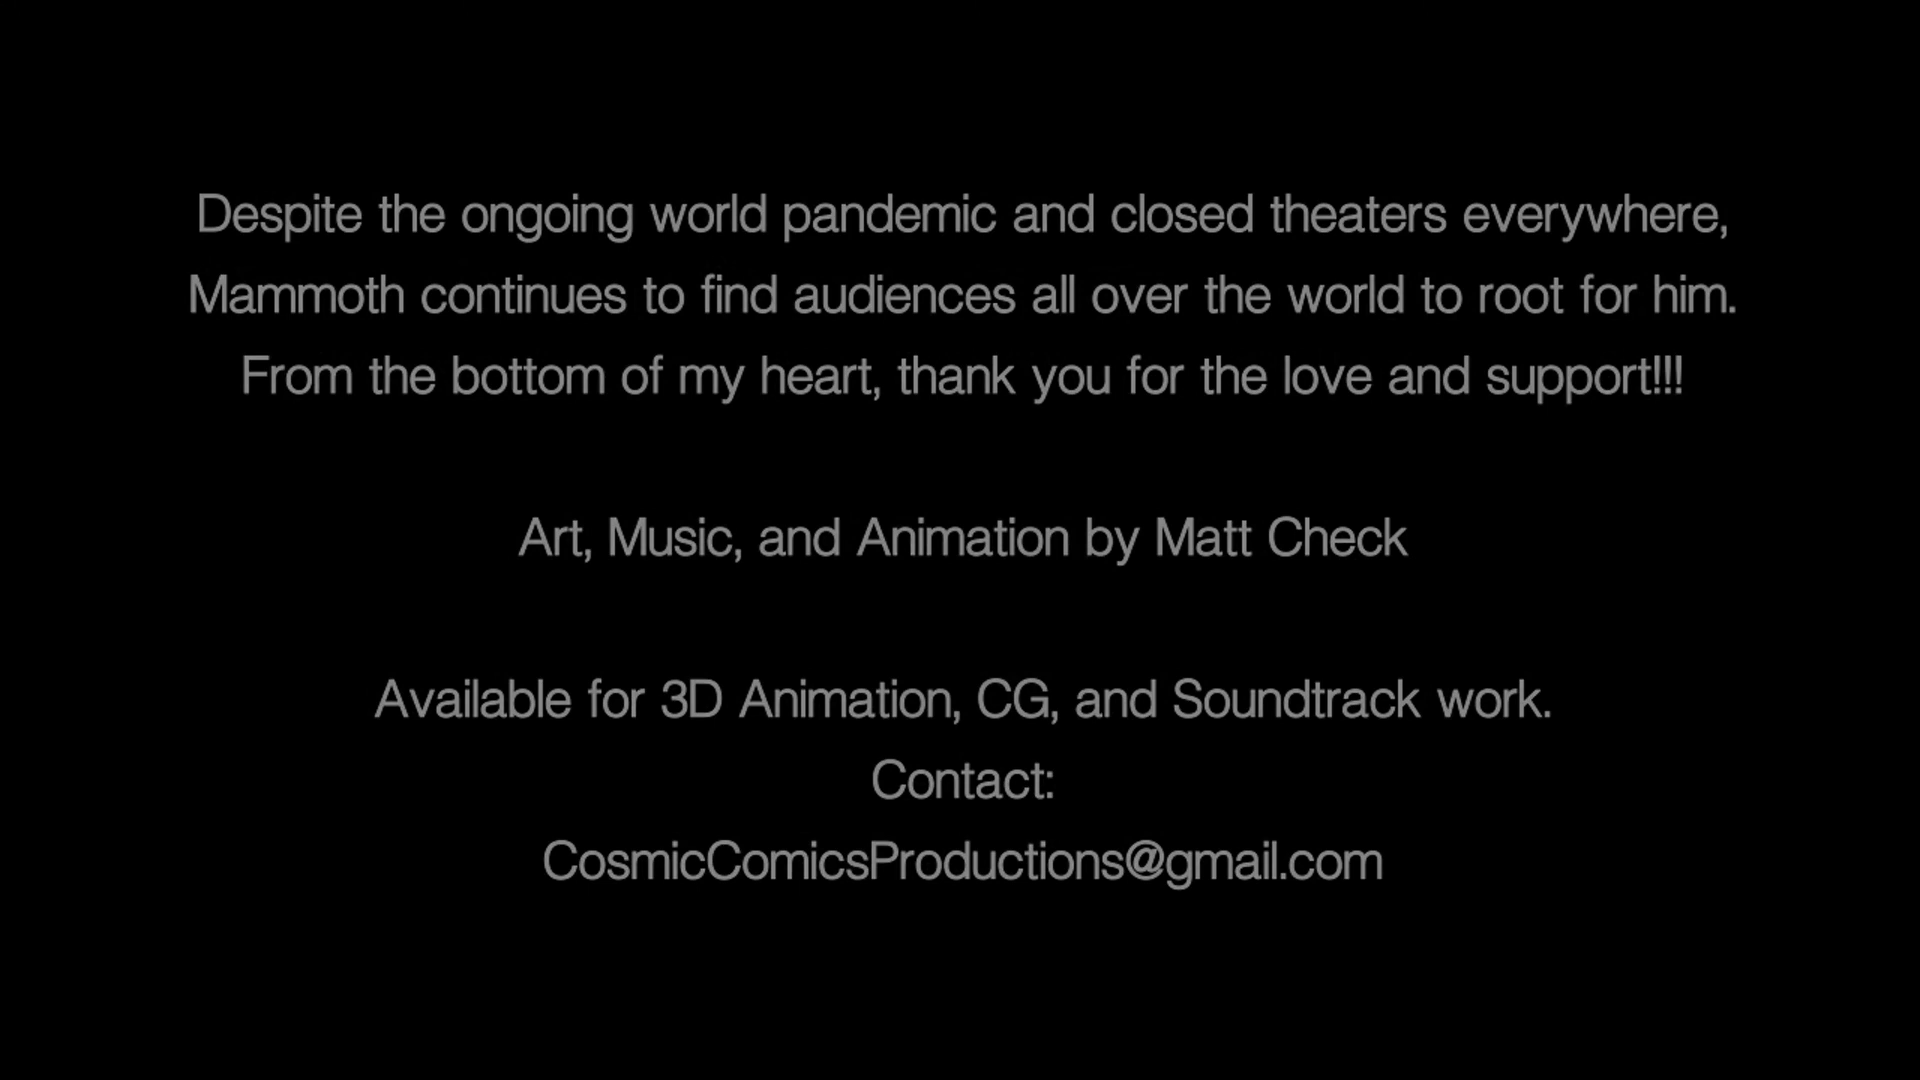 Despite the ongoing world pandemic and closed theaters everywhere,
Mammoth continues to find audiences all over the world to root for him.
From the bottom of my heart, thank you for the love and support!!!
Art, Music, and Animation by Matt Check
Available for 3D Animation, CG, and Soundtrack work.
Contact:
CosmicComicsProductions@gmail.com